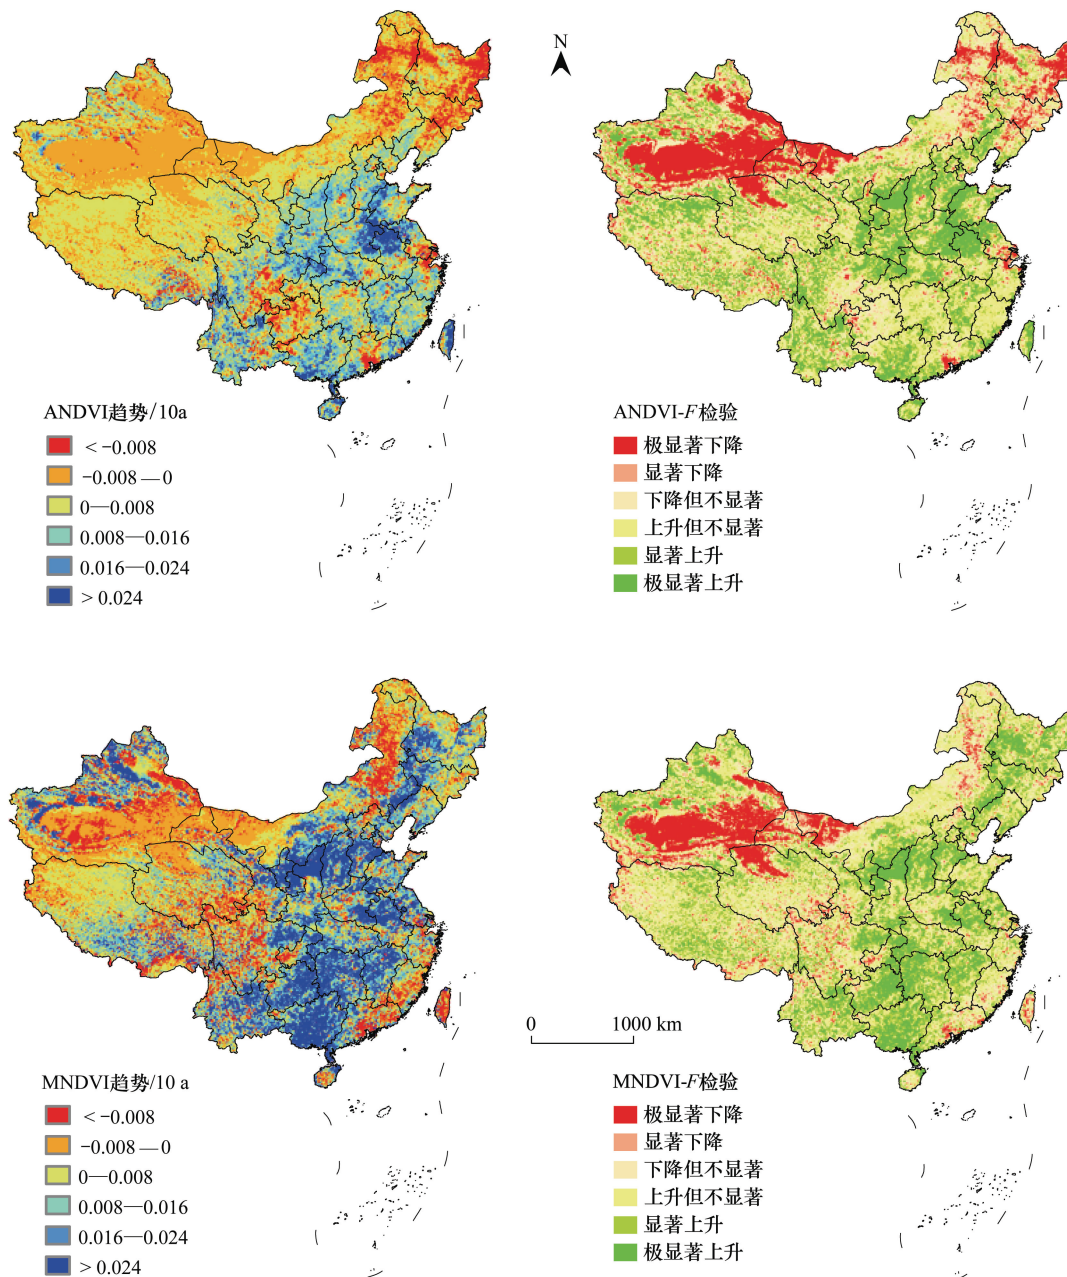 N
ANDVI趋势/10a
< -0.008
-0.008—0
0—0.008
0.008—0.016
0.016—0.024
> 0.024
ANDVI-F检验
极显著下降
显著下降
下降但不显著
上升但不显著
显著上升
极显著上升
0 1000 km
MNDVI趋势/10 a
< -0.008
-0.008—0
0—0.008
0.008—0.016
0.016—0.024
> 0.024
MNDVI-F检验
极显著下降
显著下降
下降但不显著
上升但不显著
显著上升
极显著上升